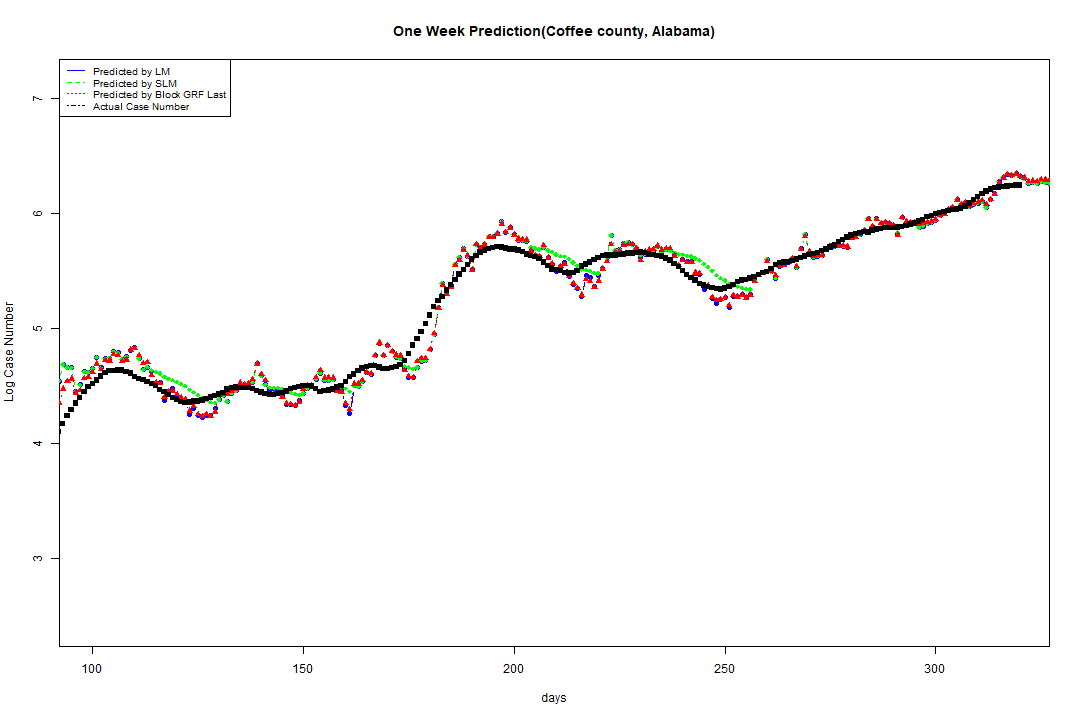 One Week Prediction(Coffee county, Alabama)
Predicted by LM
Predicted by SLM
Predicted by Block GRF Last
Actual Case Number
7
6
5
4
3
Log Case Number
100 150 200 250 300
days